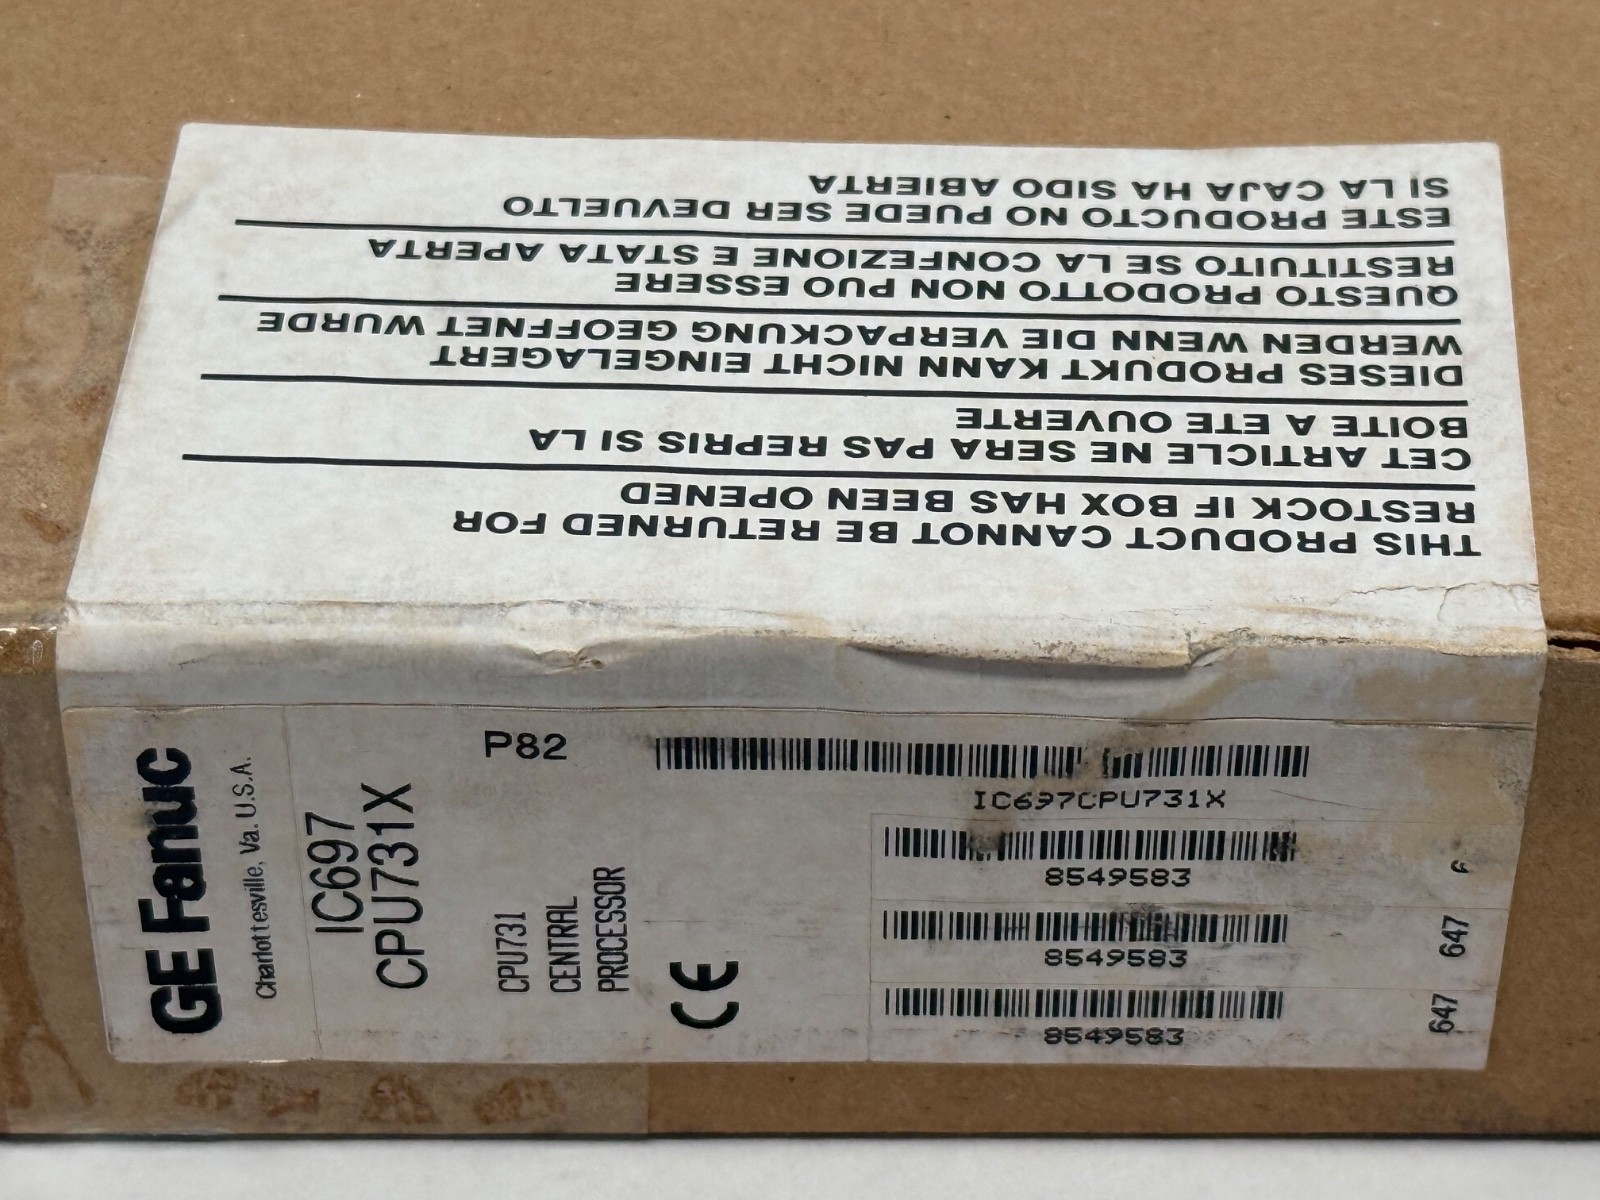 THIS PRODUCT CANNOT BE RETURNED FOR
RESTOCK IF BOX HAS BEEN OPENED
CET ARTICLE NE SERA PAS REPRIS SI LA
BOITE A ETE OUVERTE
DIESES PRODUKT KANN NICHT EINGELAGERT
WERDEN WENN DIE VERPACKUNG GEOFFNET WURDE
QUESTO PRODOTTO NON PUO ESSERE
RESTITUITO SE LA CONFEZIONE E STATA APERTA
ESTE PRODUCTO NO PUEDE SER DEVUELTO
SI LA CAJA HA SIDO ABIERTA
GE Fanuc
Charlottesville, Va. U.S.A.
IC697
CPU731X
P82
CPU731
CENTRAL
PROCESSOR
CE
IC697CPU731X
8549583
8549583
647
8549583
647